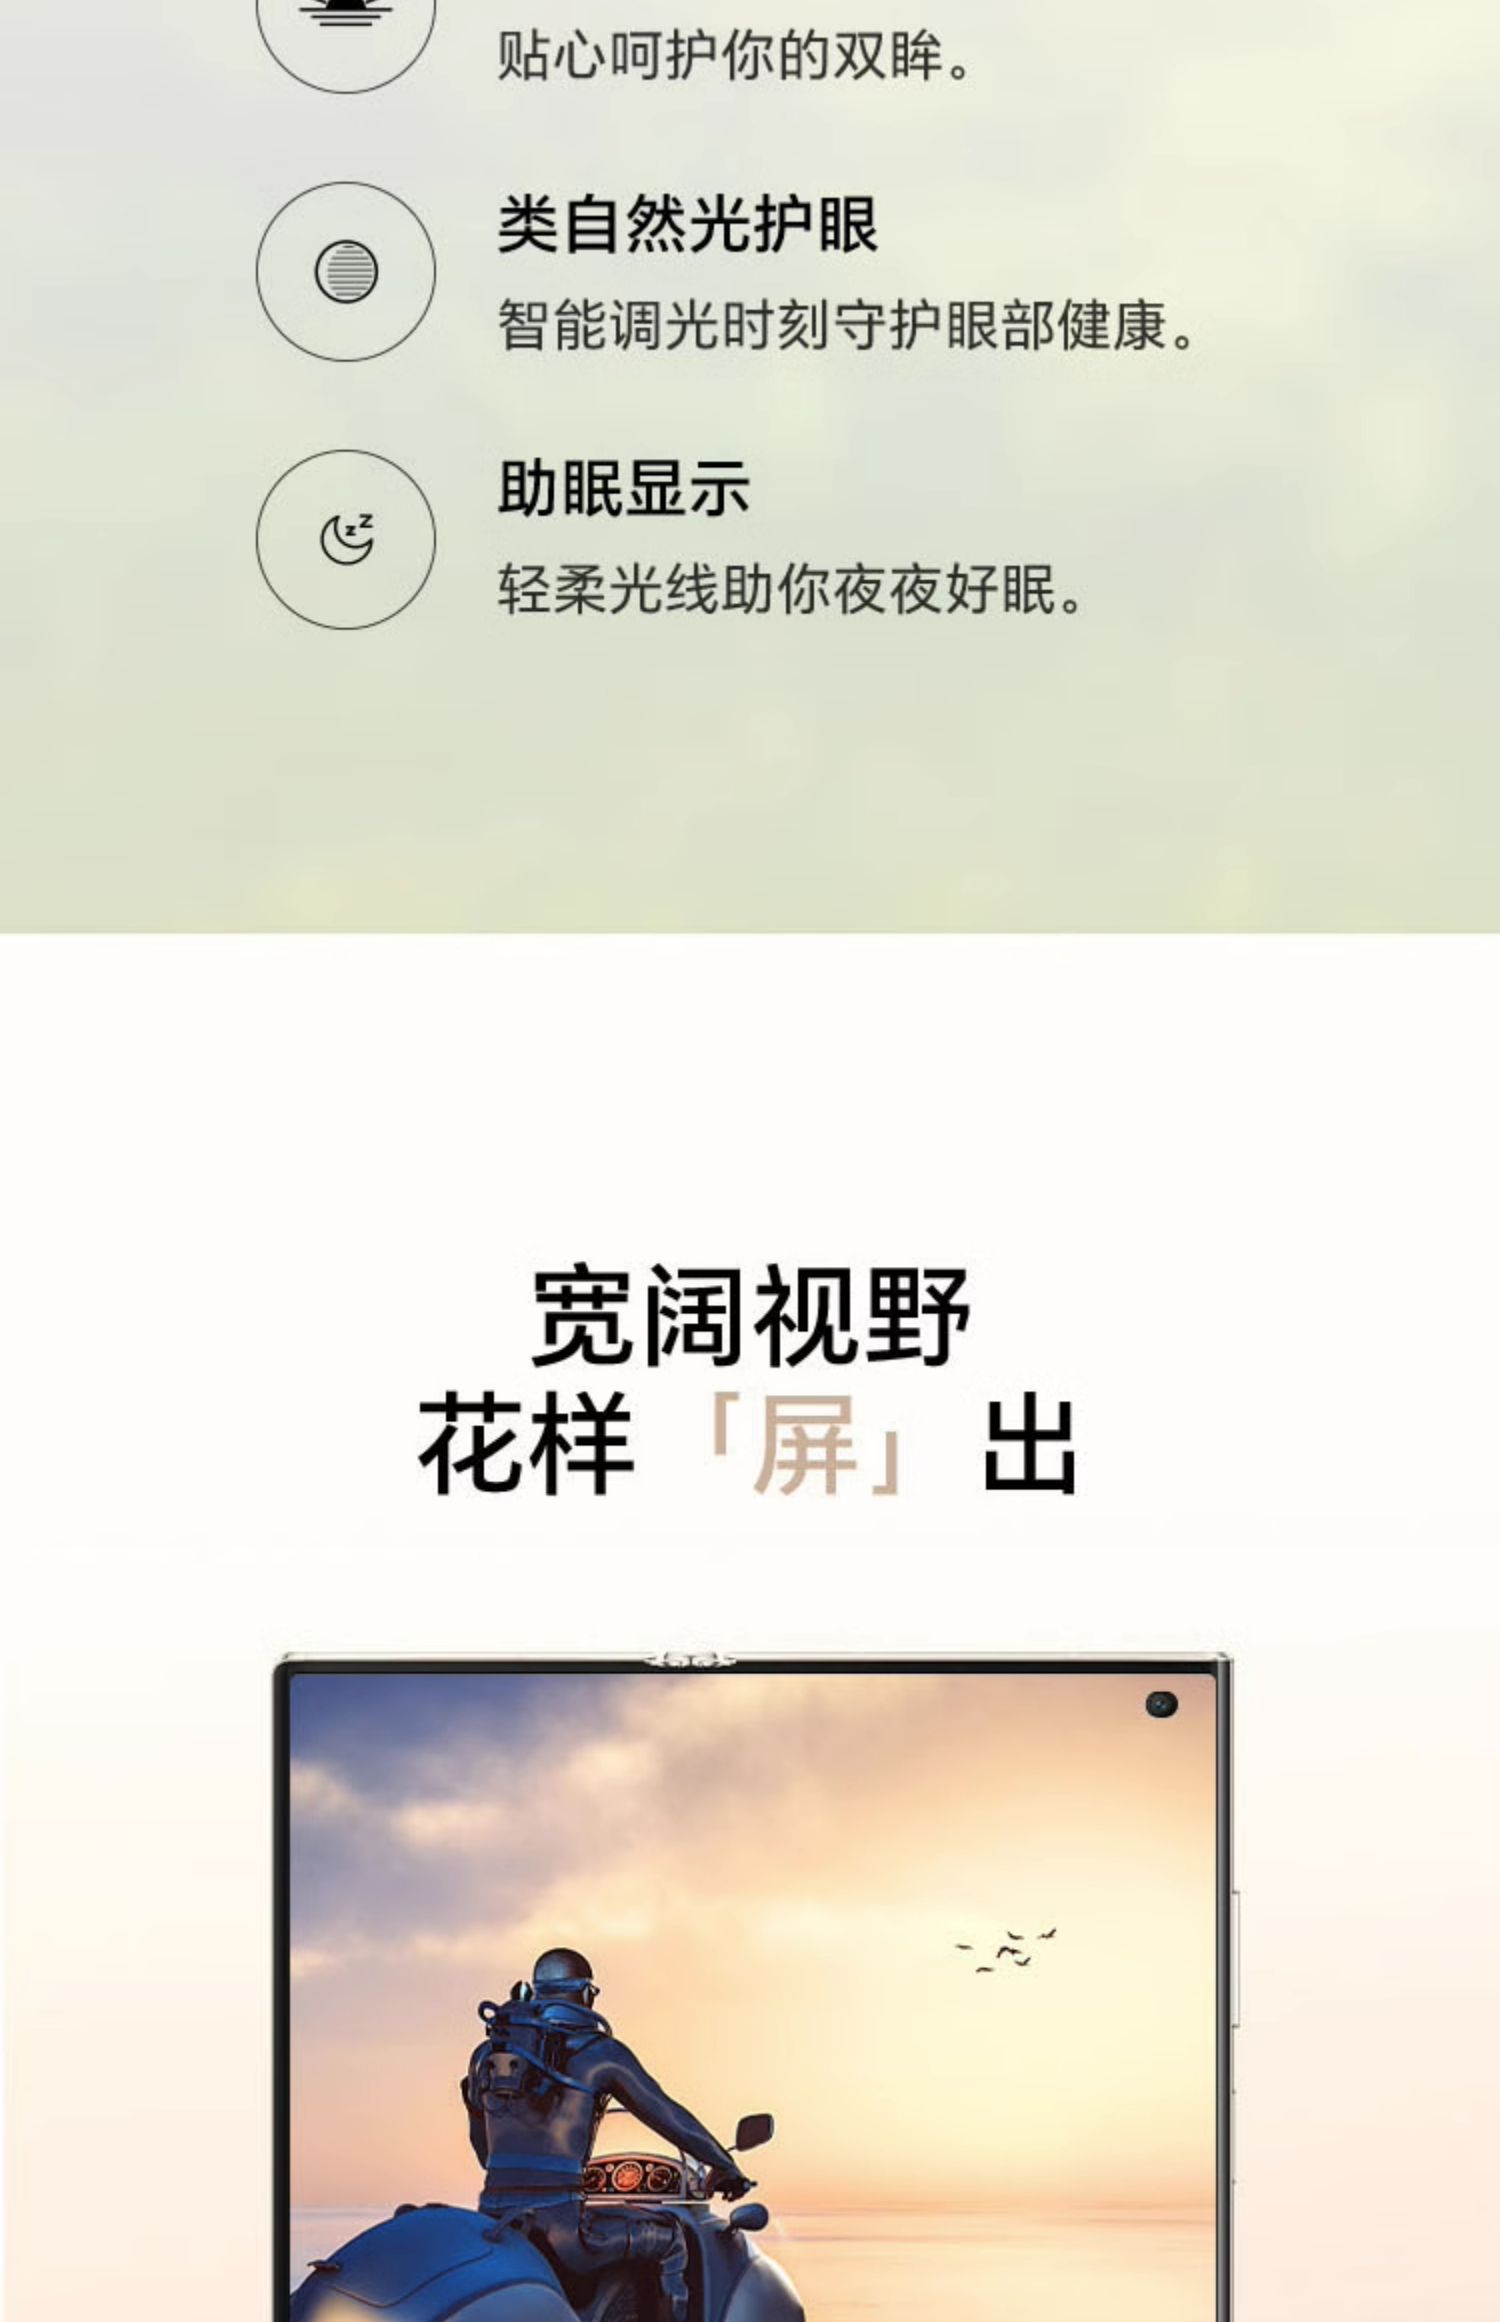 贴心呵护你的双眸。
类自然光护眼
智能调光时刻守护眼部健康。
助眠显示
轻柔光线助你夜夜好眠。
宽阔视野
花样「屏」出